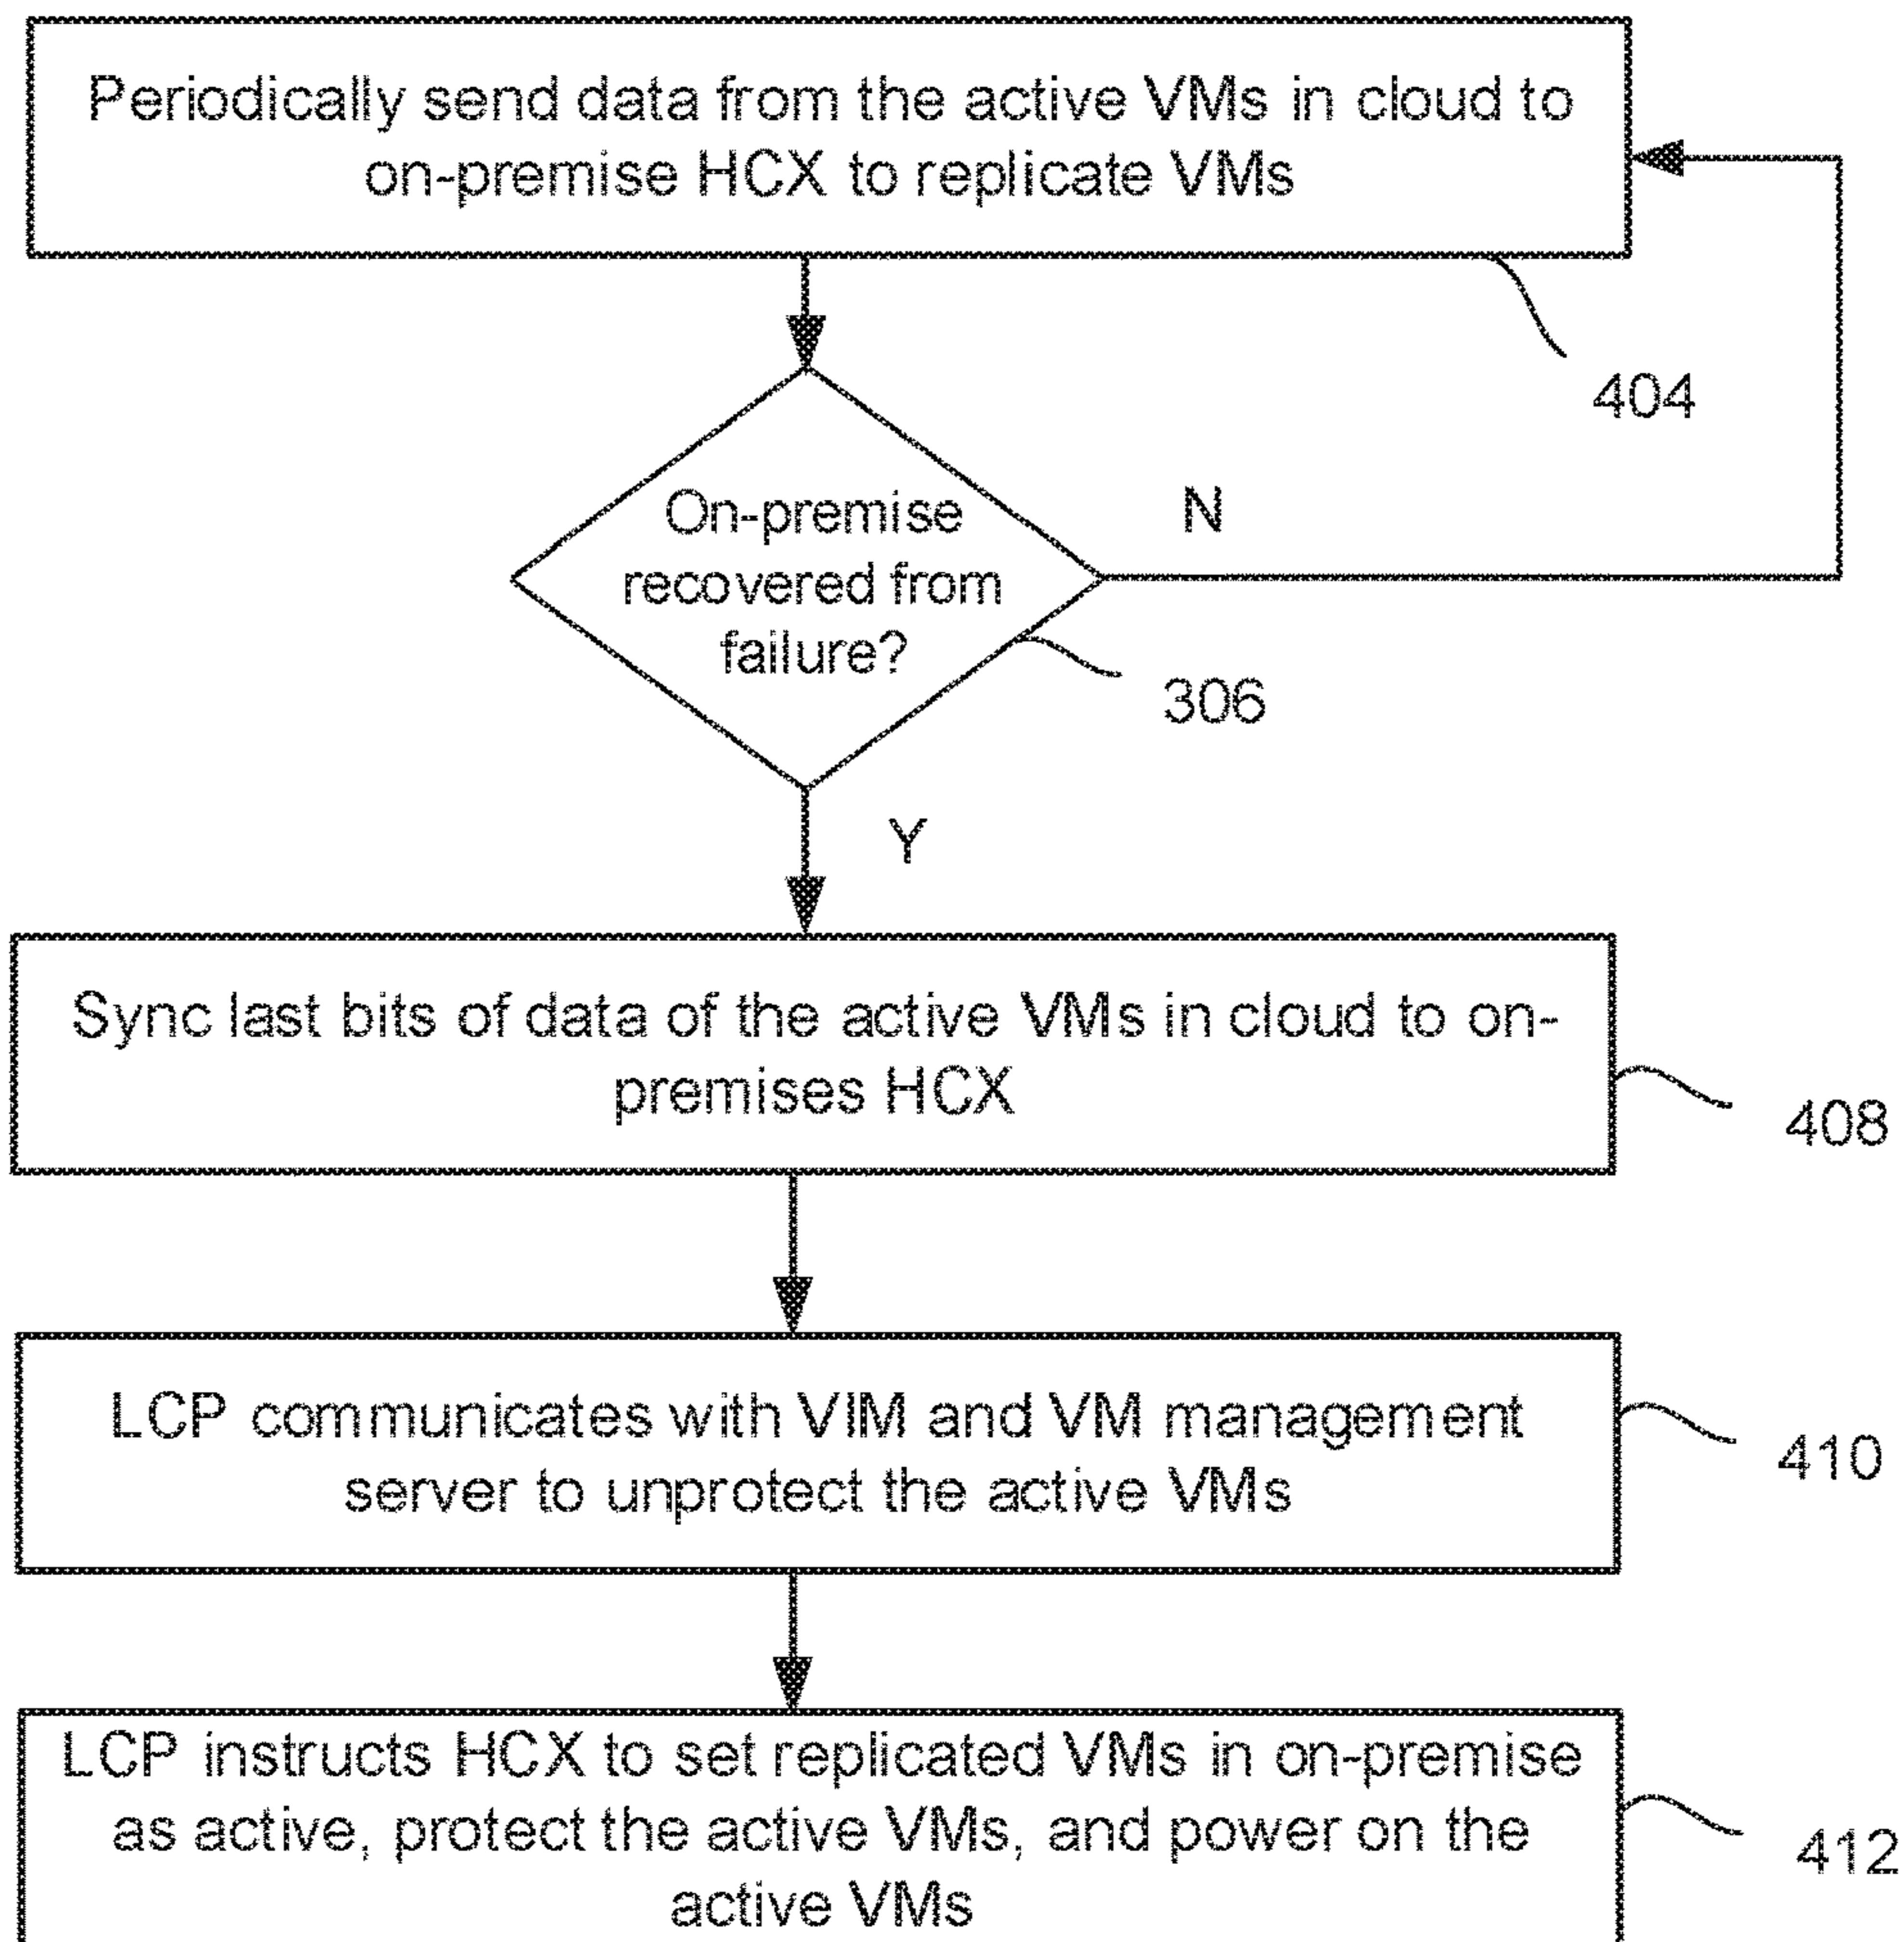 Periodically send data from the active VMs in cloud to
on-premise HCX to replicate VMs
404
On-premise
recovered from
failure?
N
306
Y
Sync last bits of data of the active VMs in cloud to on-
premises HCX
408
LCP communicates with VIM and VM management
server to unprotect the active VMs
410
LCP instructs HCX to set replicated VMs in on-premise
as active, protect the active VMs, and power on the
active VMs
412